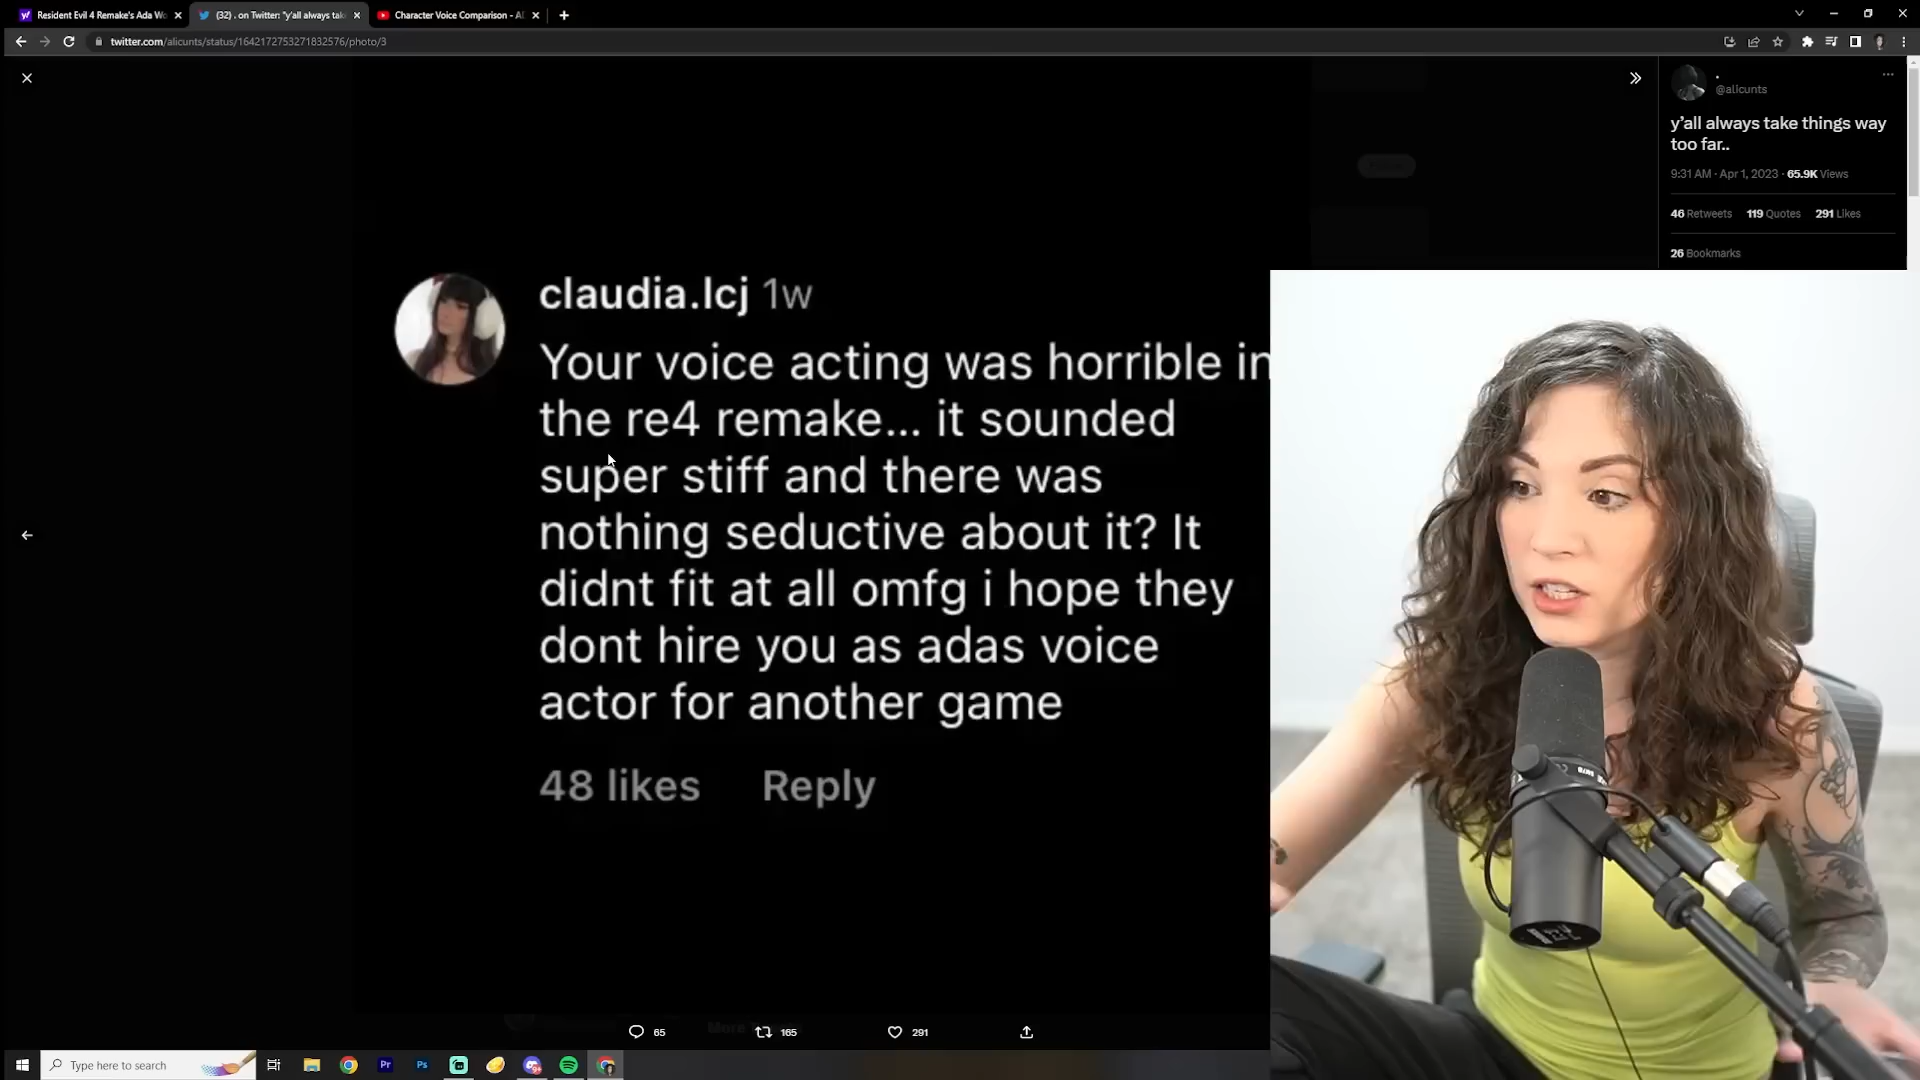 Resident Evil 4 Remake's Ada Wo
(32) . on Twitter: "y'all always tak
Character Voice Comparison - A
twitter.com/alicunts/status/1642172753271832576/photo/3
.
@alicunts
y'all always take things way
too far..
9:31 AM · Apr 1, 2023 · 65.9K Views
46 Retweets 119 Quotes 291 Likes
26 Bookmarks
claudia.lcj 1w
Your voice acting was horrible in
the re4 remake... it sounded
super stiff and there was
nothing seductive about it? It
didnt fit at all omfg i hope they
dont hire you as adas voice
actor for another game
48 likes Reply
65 165 291
Type here to search
Pr
Ps